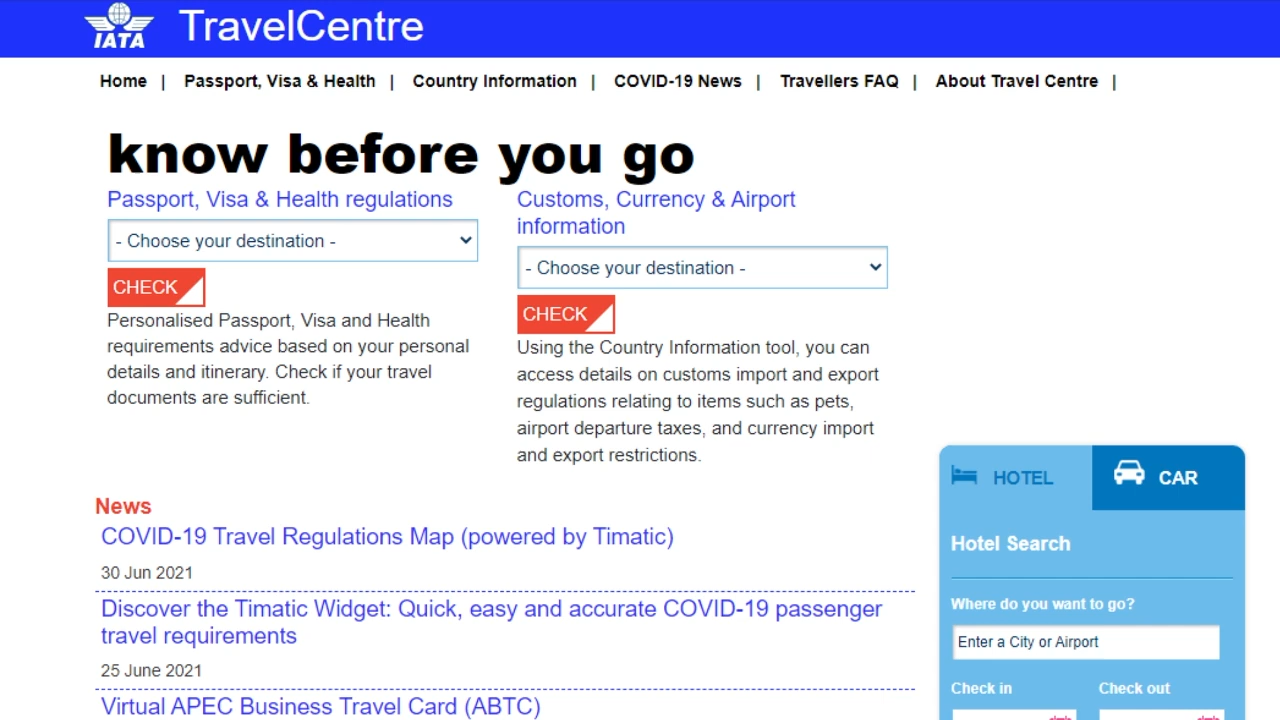 IATA TravelCentre
Home | Passport, Visa & Health | Country Information | COVID-19 News | Travellers FAQ | About Travel Centre |
know before you go
Passport, Visa & Health regulations
- Choose your destination -
CHECK
Personalised Passport, Visa and Health
requirements advice based on your personal
details and itinerary. Check if your travel
documents are sufficient.
Customs, Currency & Airport
information
- Choose your destination -
CHECK
Using the Country Information tool, you can
access details on customs import and export
regulations relating to items such as pets,
airport departure taxes, and currency import
and export restrictions.
News
COVID-19 Travel Regulations Map (powered by Timatic)
30 Jun 2021
Discover the Timatic Widget: Quick, easy and accurate COVID-19 passenger
travel requirements
25 June 2021
Virtual APEC Business Travel Card (ABTC)
HOTEL
CAR
Hotel Search
Where do you want to go?
Enter a City or Airport
Check in
Check out